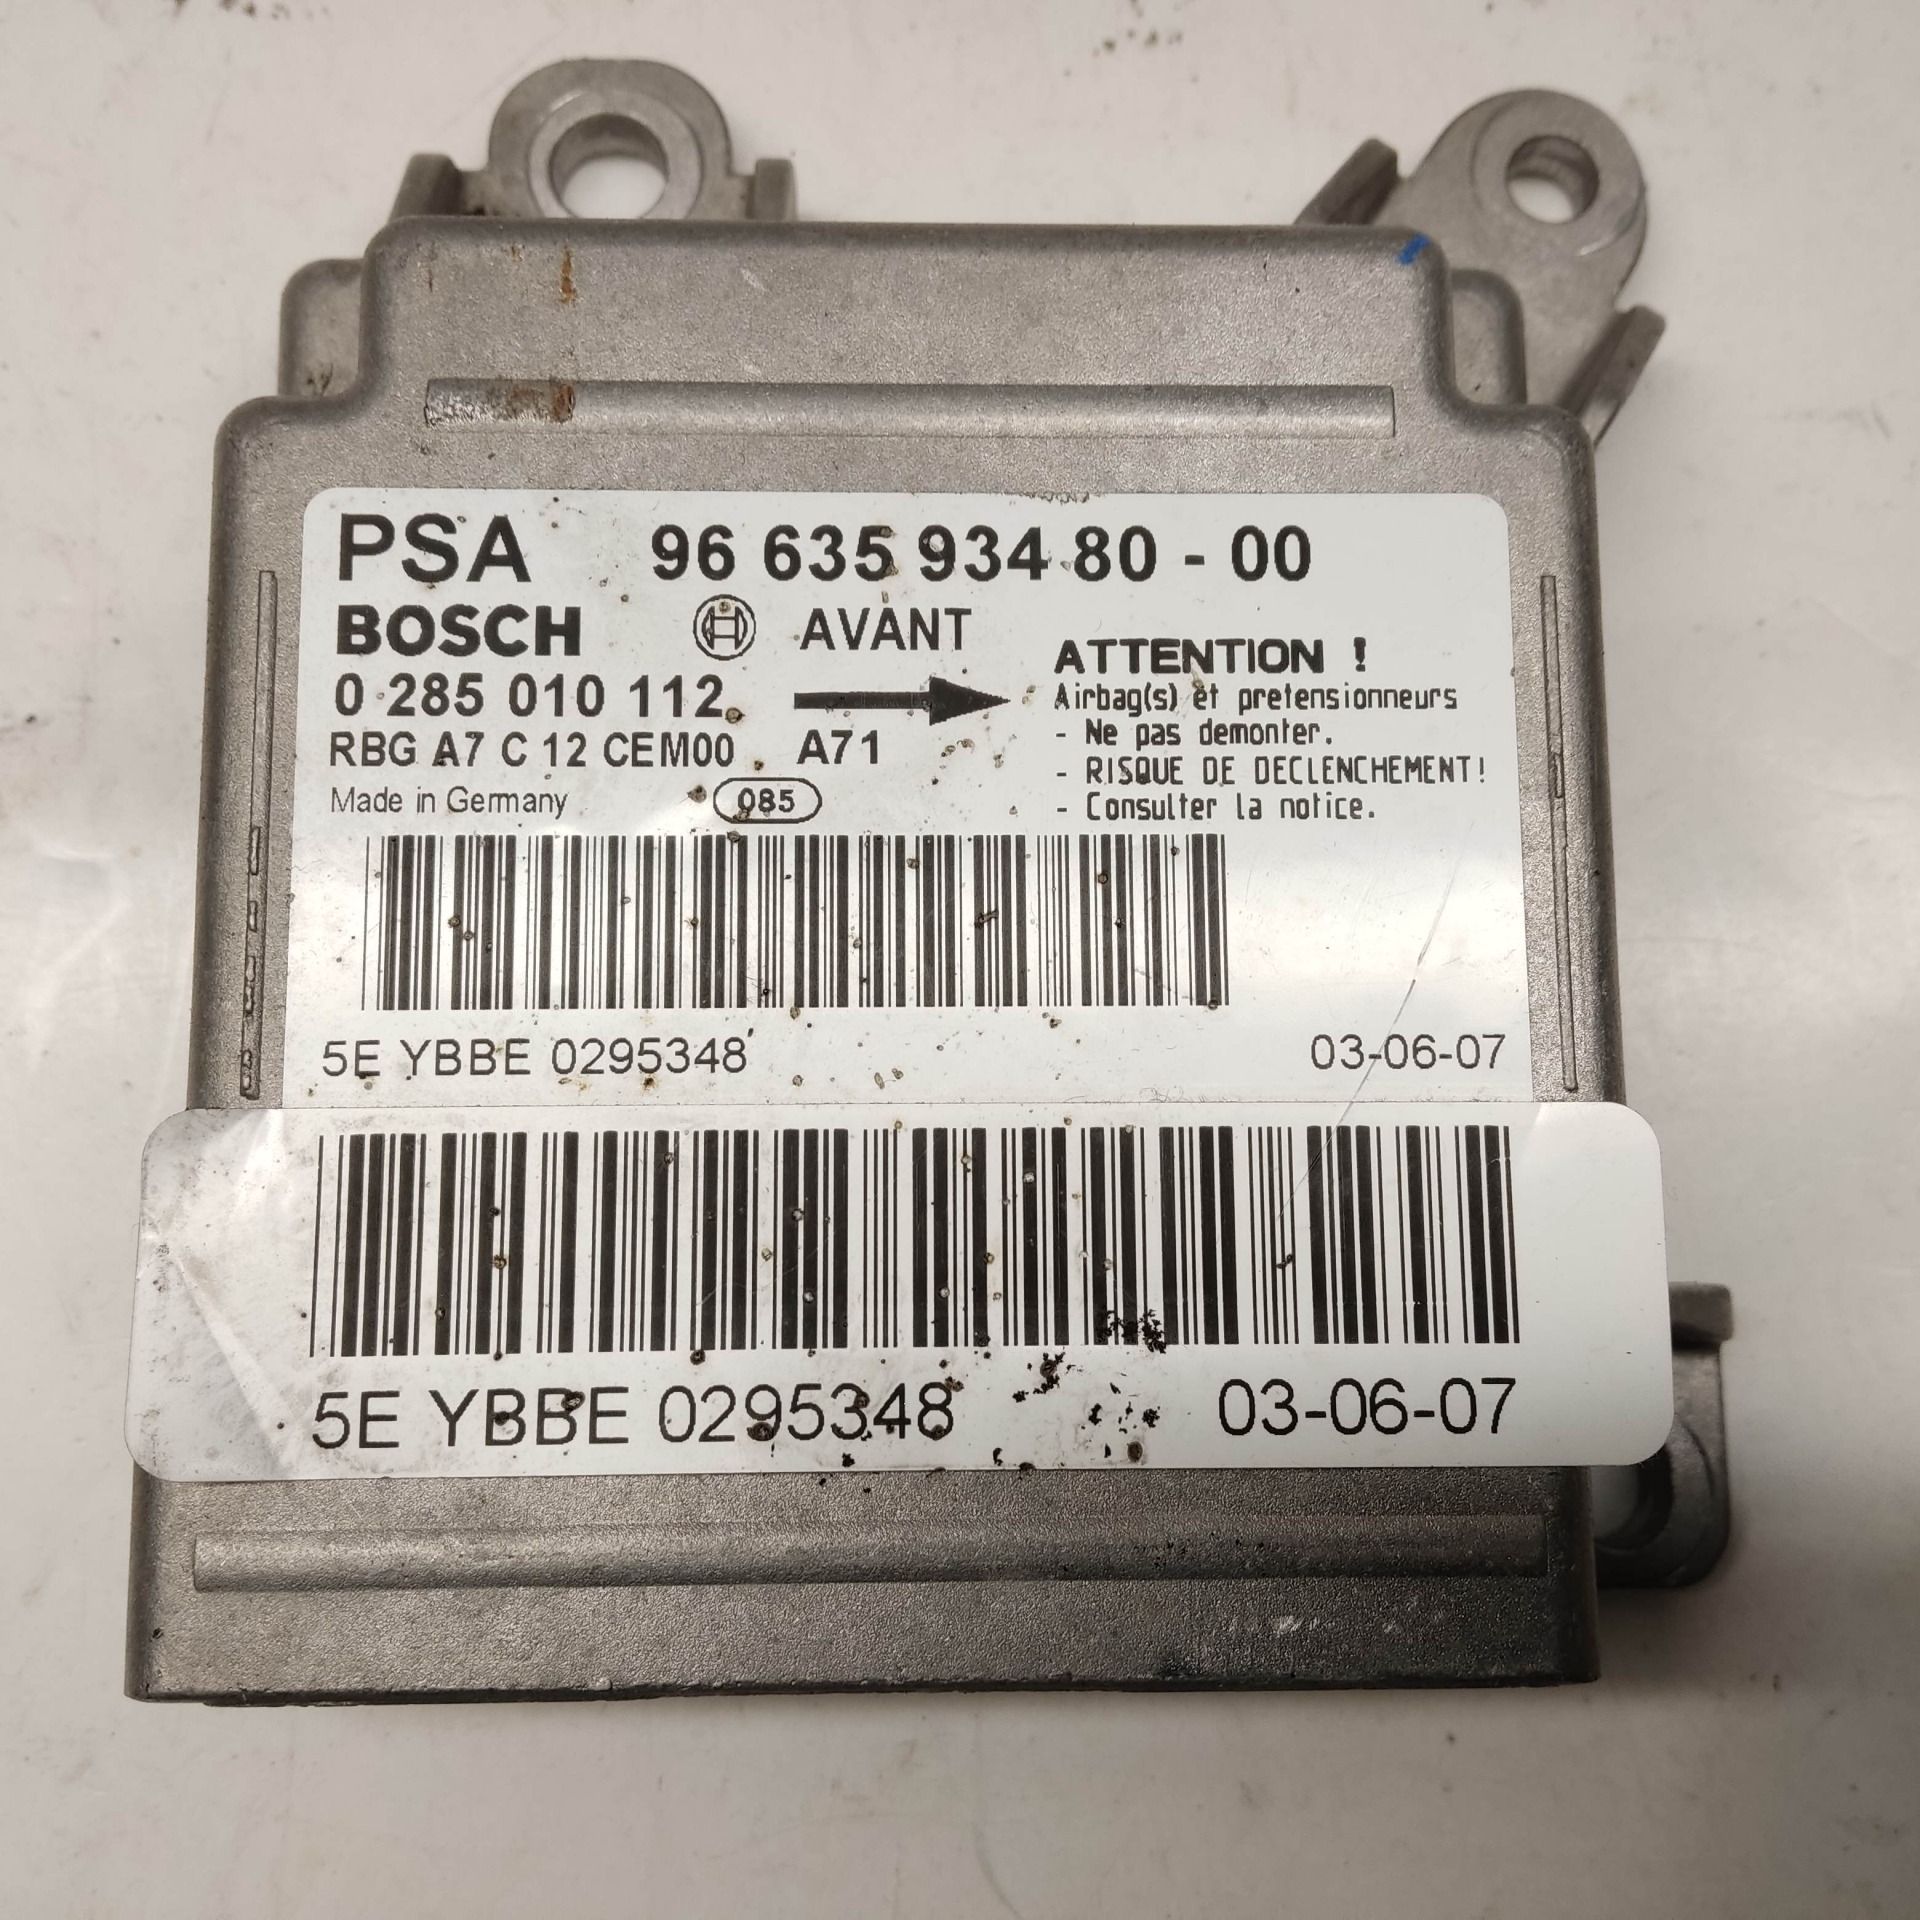 PSA 96 635 934 80 - 00
BOSCH AVANT
0 285 010 112
RBG A7 C 12 CEM00 A71
Made in Germany 085
ATTENTION !
Airbag(s) et pretensionneurs
- Ne pas demonter.
- RISQUE DE DECLENCHEMENT!
- Consulter la notice.
5E YBBE 0295348 03-06-07
5E YBBE 0295348 03-06-07